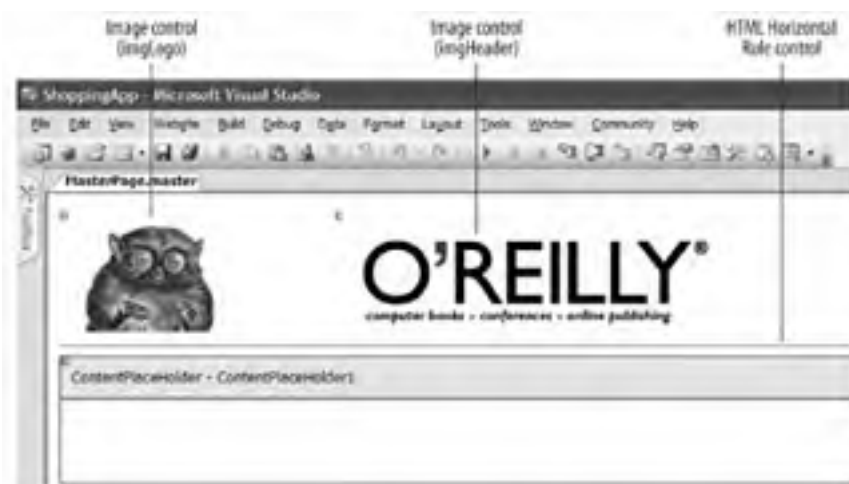 Image control
(imgLogo)
Image control
(imgHeader)
HTML Horizontal
Rule control
ShoppingApp - Microsoft Visual Studio
File Edit View Website Build Debug Data Format Layout Tools Window Community Help
MasterPage.master
Toolbox
O'REILLY®
computer books • conferences • online publishing
ContentPlaceHolder - ContentPlaceHolder1